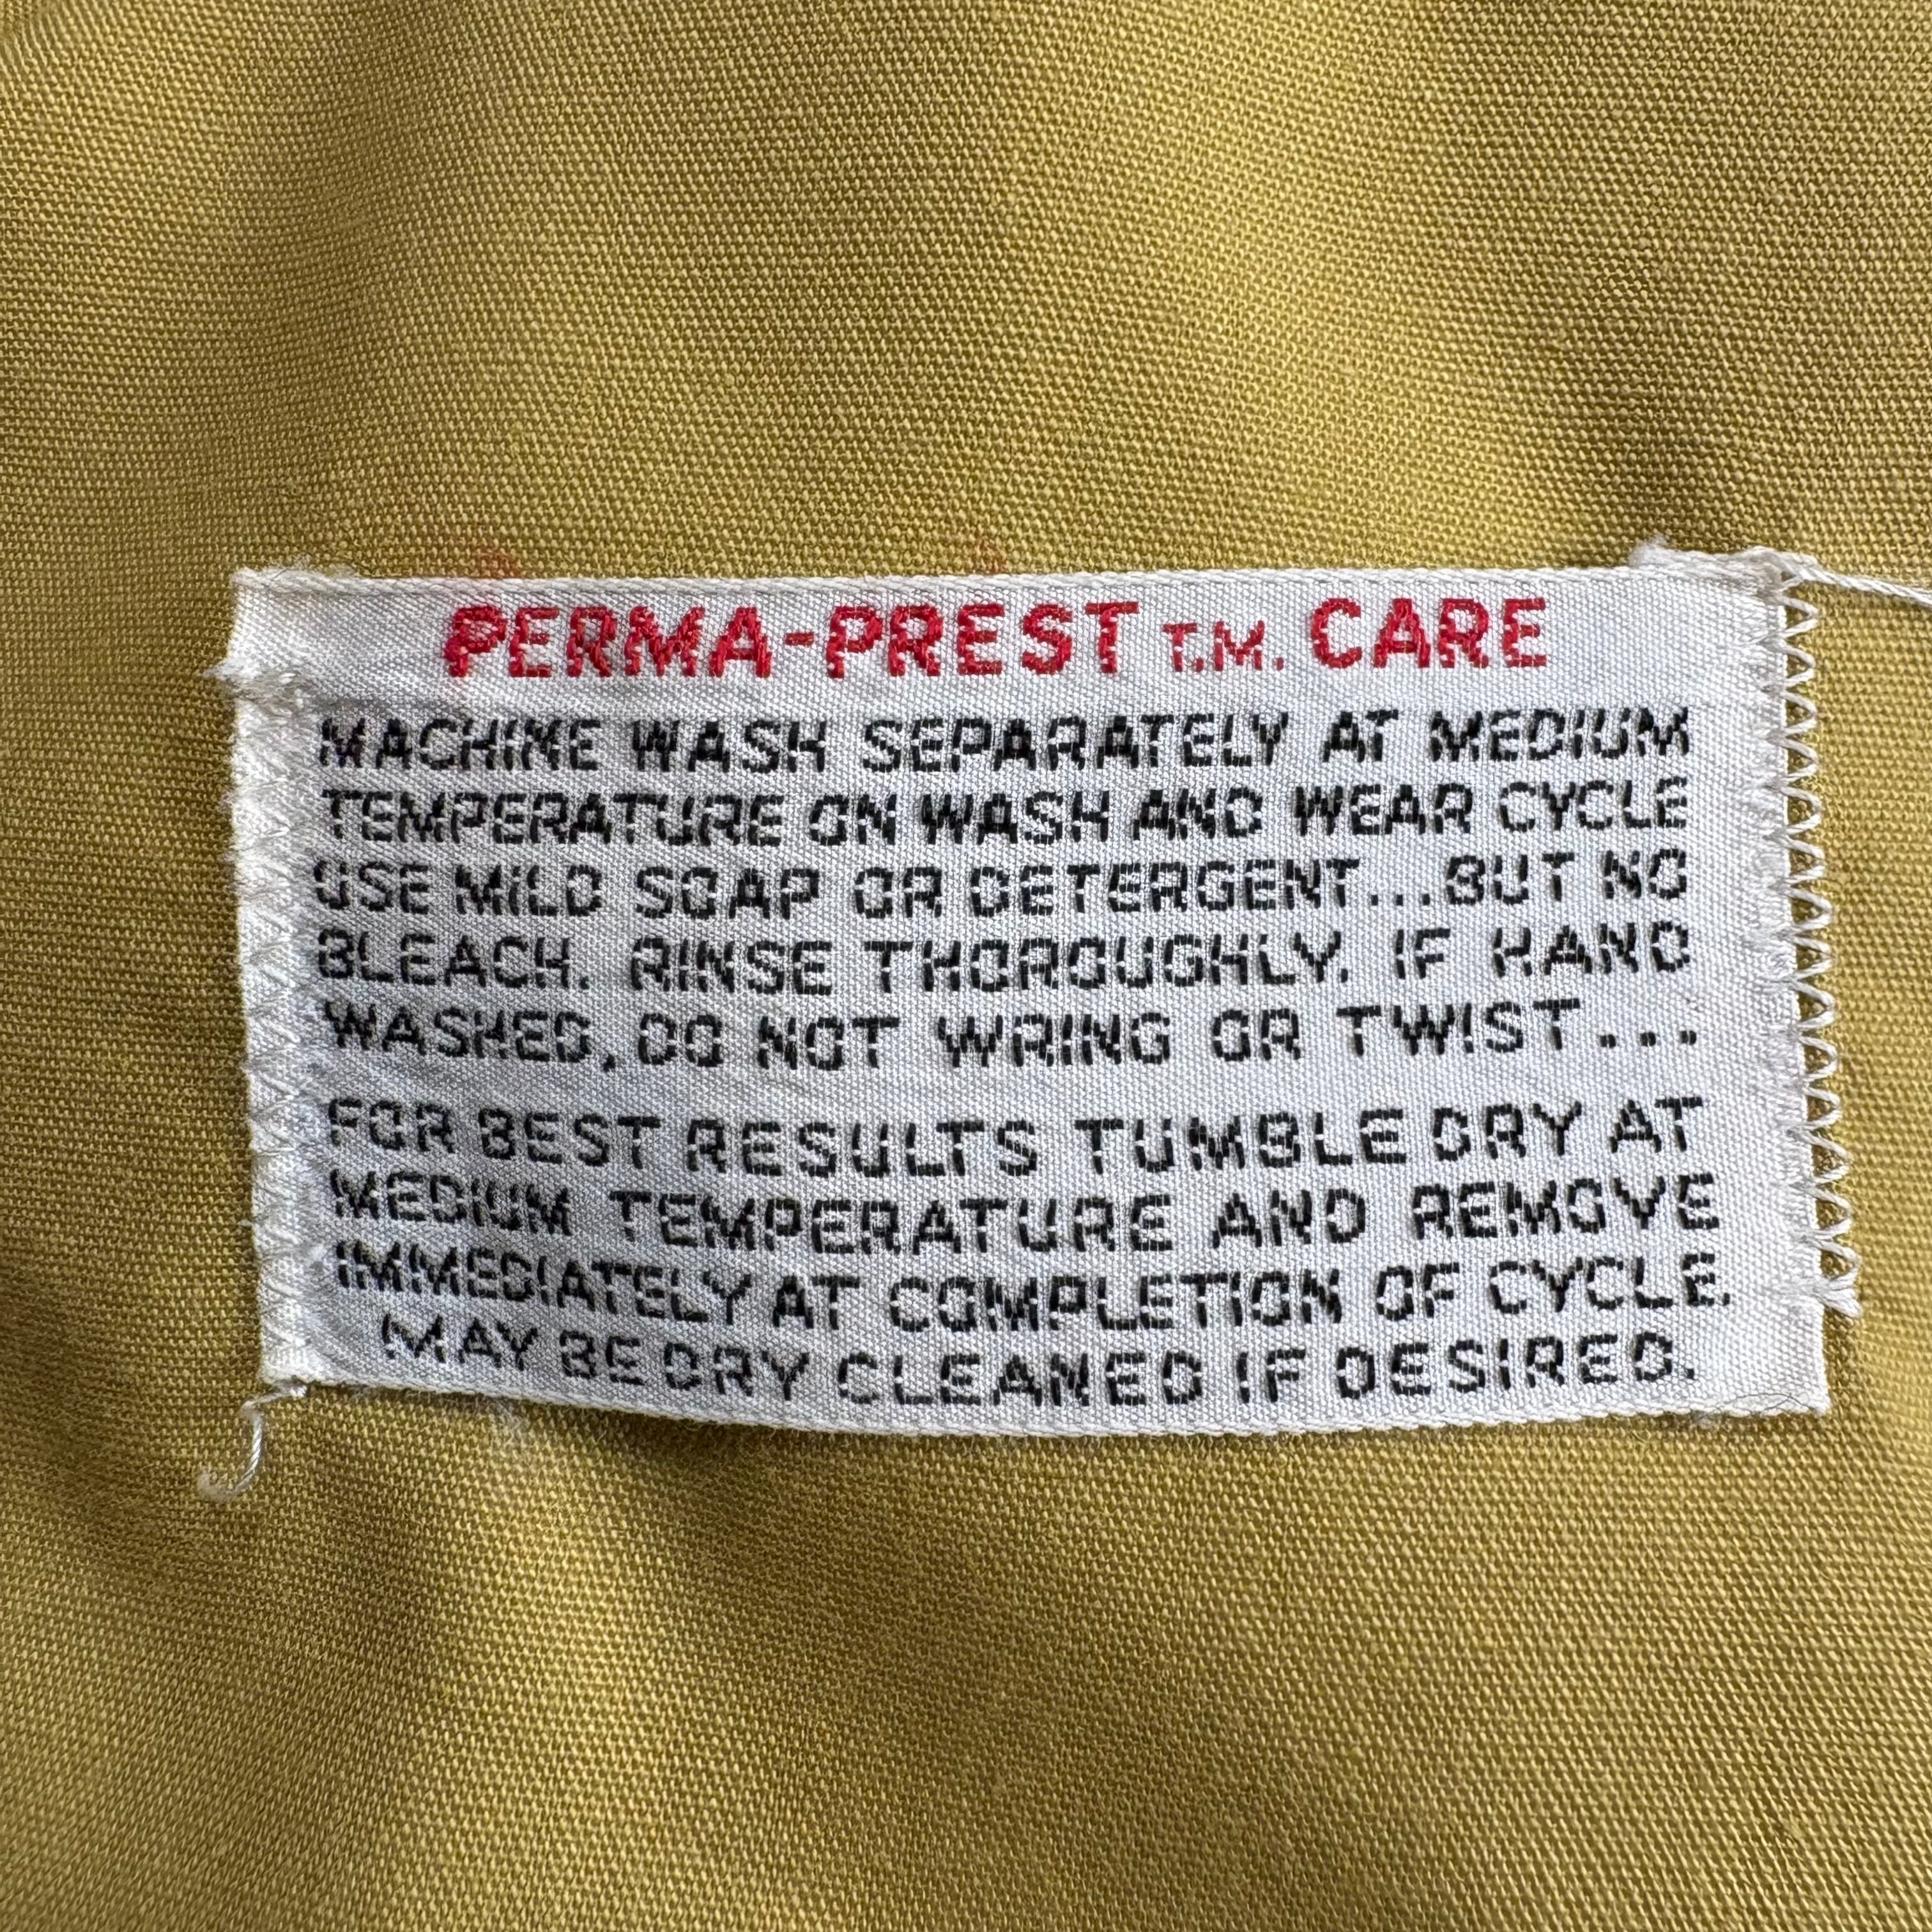 PERMA-PREST T.M. CARE
MACHINE WASH SEPARATELY AT MEDIUM
TEMPERATURE ON WASH AND WEAR CYCLE
USE MILD SOAP OR DETERGENT...BUT NO
BLEACH. RINSE THOROUGHLY. IF HAND
WASHED, DO NOT WRING OR TWIST...
FOR BEST RESULTS TUMBLE DRY AT
MEDIUM TEMPERATURE AND REMOVE
IMMEDIATELY AT COMPLETION OF CYCLE.
MAY BE DRY CLEANED IF DESIRED.